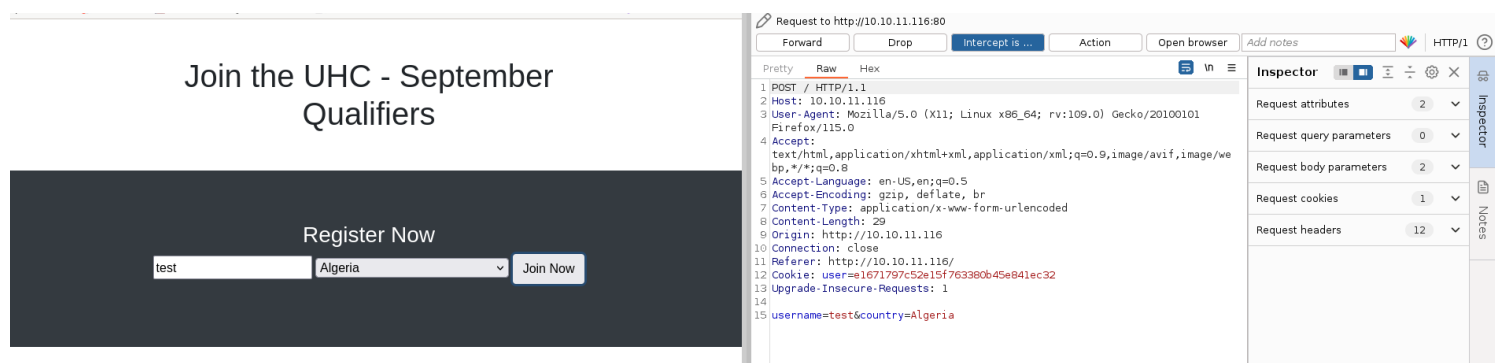 Join the UHC - September
Qualifiers
Register Now
test
Algeria
Join Now
Request to http://10.10.11.116:80
Forward
Drop
Intercept is ...
Action
Open browser
Add notes
HTTP/1
Pretty
Raw
Hex
\n
1 POST / HTTP/1.1
2 Host: 10.10.11.116
3 User-Agent: Mozilla/5.0 (X11; Linux x86_64; rv:109.0) Gecko/20100101
Firefox/115.0
4 Accept:
text/html,application/xhtml+xml,application/xml;q=0.9,image/avif,image/we
bp,*/*;q=0.8
5 Accept-Language: en-US,en;q=0.5
6 Accept-Encoding: gzip, deflate, br
7 Content-Type: application/x-www-form-urlencoded
8 Content-Length: 29
9 Origin: http://10.10.11.116
10 Connection: close
11 Referer: http://10.10.11.116/
12 Cookie: user=e1671797c52e15f763380b45e841ec32
13 Upgrade-Insecure-Requests: 1
14
15 username=test&country=Algeria
Inspector
Request attributes 2
Request query parameters 0
Request body parameters 2
Request cookies 1
Request headers 12
Inspector
Notes